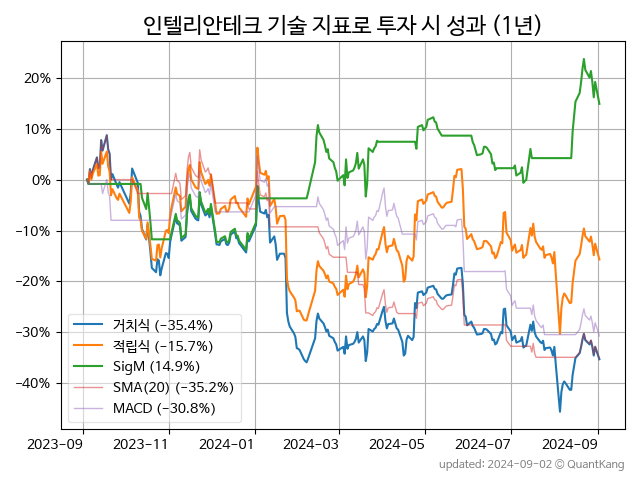 인텔리안테크 기술 지표로 투자 시 성과 (1년)
20%
10%
0%
−10%
−20%
−30%
−40%
거치식 (−35.4%)
적립식 (−15.7%)
SigM (14.9%)
SMA(20) (−35.2%)
MACD (−30.8%)
2023-09 2023-11 2024-01 2024-03 2024-05 2024-07 2024-09
updated: 2024-09-02 © QuantKang